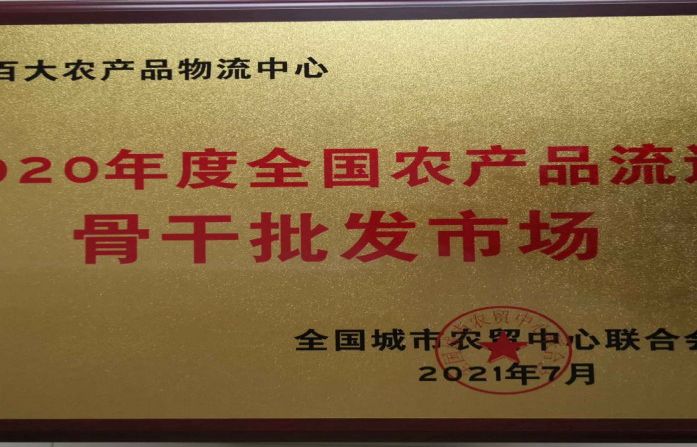 百大农产品物流中心
020年度全国农产品流
骨干批发市场
全国城市农贸中心联合会
2021年7月